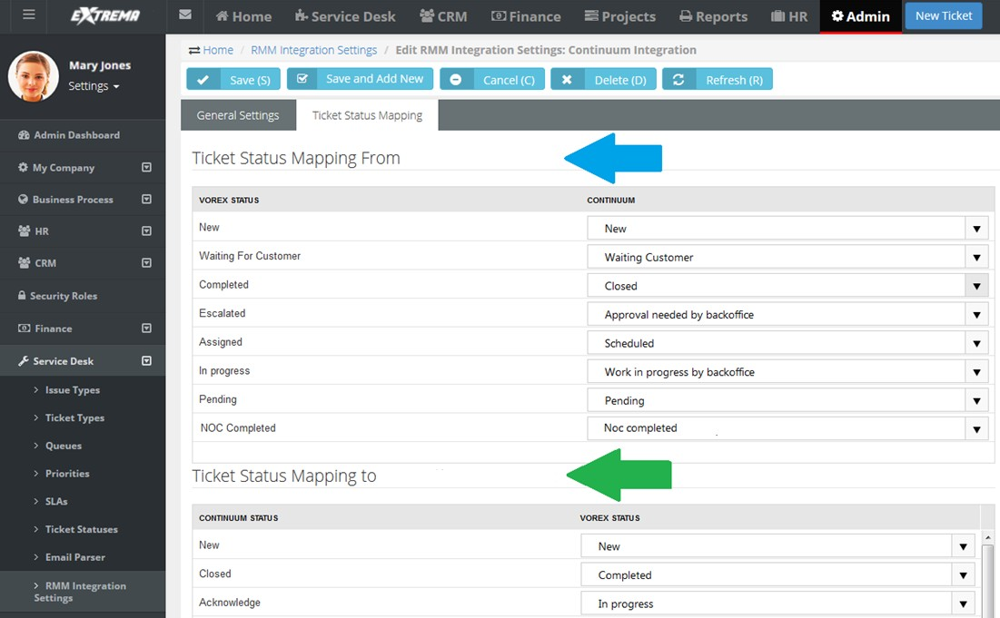 EXTREMA
Home Service Desk CRM Finance Projects Reports HR Admin New Ticket
Mary Jones
Settings
Home / RMM Integration Settings / Edit RMM Integration Settings: Continuum Integration
Save (S) Save and Add New Cancel (C) Delete (D) Refresh (R)
General Settings Ticket Status Mapping
Admin Dashboard
My Company
Business Process
HR
CRM
Security Roles
Finance
Service Desk
Issue Types
Ticket Types
Queues
Priorities
SLAs
Ticket Statuses
Email Parser
RMM Integration
Settings
Ticket Status Mapping From
VOREX STATUS CONTINUUM
New New
Waiting For Customer Waiting Customer
Completed Closed
Escalated Approval needed by backoffice
Assigned Scheduled
In progress Work in progress by backoffice
Pending Pending
NOC Completed Noc completed
Ticket Status Mapping to
CONTINUUM STATUS VOREX STATUS
New New
Closed Completed
Acknowledge In progress